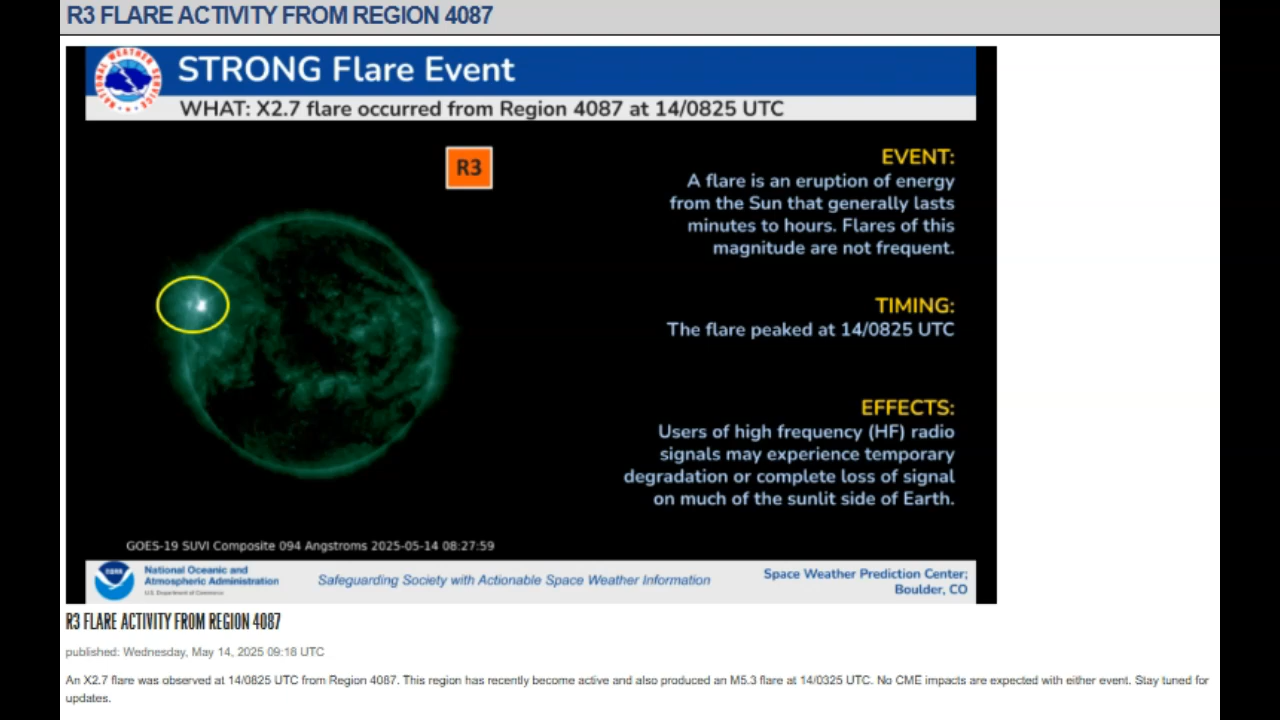 R3 FLARE ACTIVITY FROM REGION 4087
NATIONAL WEATHER SERVICE
STRONG Flare Event
WHAT: X2.7 flare occurred from Region 4087 at 14/0825 UTC
R3
EVENT:
A flare is an eruption of energy
from the Sun that generally lasts
minutes to hours. Flares of this
magnitude are not frequent.
TIMING:
The flare peaked at 14/0825 UTC
EFFECTS:
Users of high frequency (HF) radio
signals may experience temporary
degradation or complete loss of signal
on much of the sunlit side of Earth.
GOES-19 SUVI Composite 094 Angstroms 2025-05-14 08:27:59
NOAA
National Oceanic and
Atmospheric Administration
U.S. Department of Commerce
Safeguarding Society with Actionable Space Weather Information
Space Weather Prediction Center;
Boulder, CO
R3 FLARE ACTIVITY FROM REGION 4087
published: Wednesday, May 14, 2025 09:18 UTC
An X2.7 flare was observed at 14/0825 UTC from Region 4087. This region has recently become active and also produced an M5.3 flare at 14/0325 UTC. No CME impacts are expected with either event. Stay tuned for
updates.